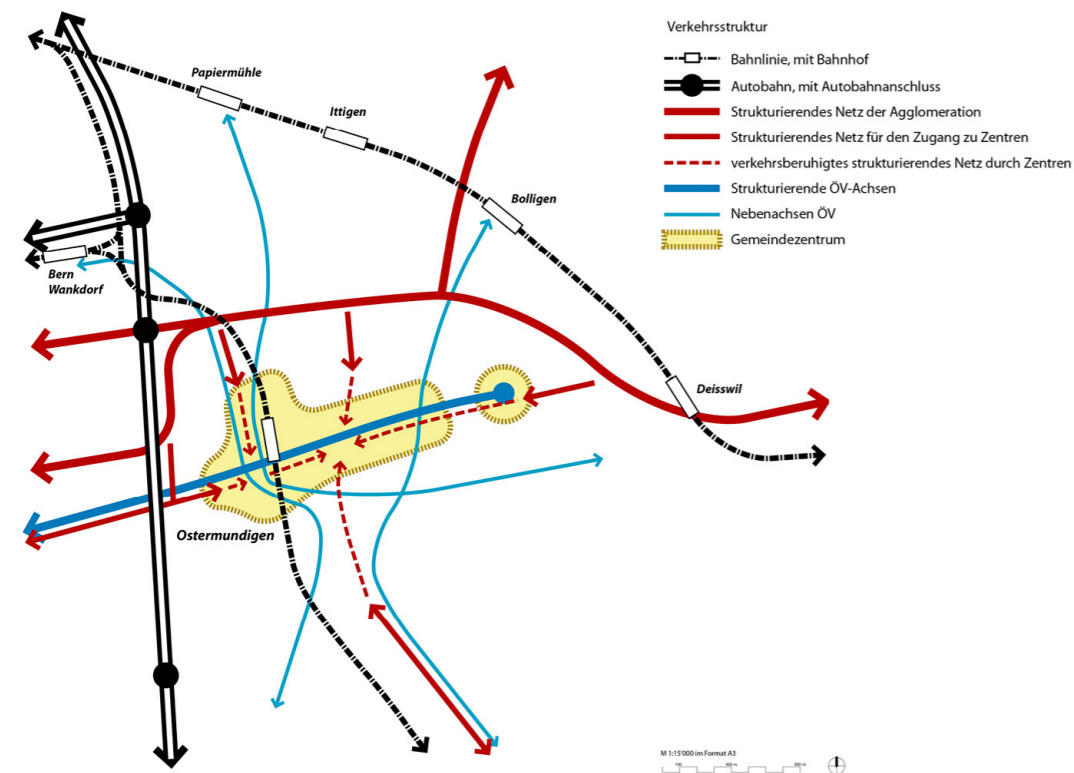 Verkehrsstruktur
Bahnlinie, mit Bahnhof
Autobahn, mit Autobahnanschluss
Strukturierendes Netz der Agglomeration
Strukturierendes Netz für den Zugang zu Zentren
verkehrsberuhigtes strukturierendes Netz durch Zentren
Strukturierende ÖV-Achsen
Nebenachsen ÖV
Gemeindezentrum
Papiermühle
Ittigen
Bolligen
Bern
Wankdorf
Deisswil
Ostermundigen
M 1:15'000 im Format A3